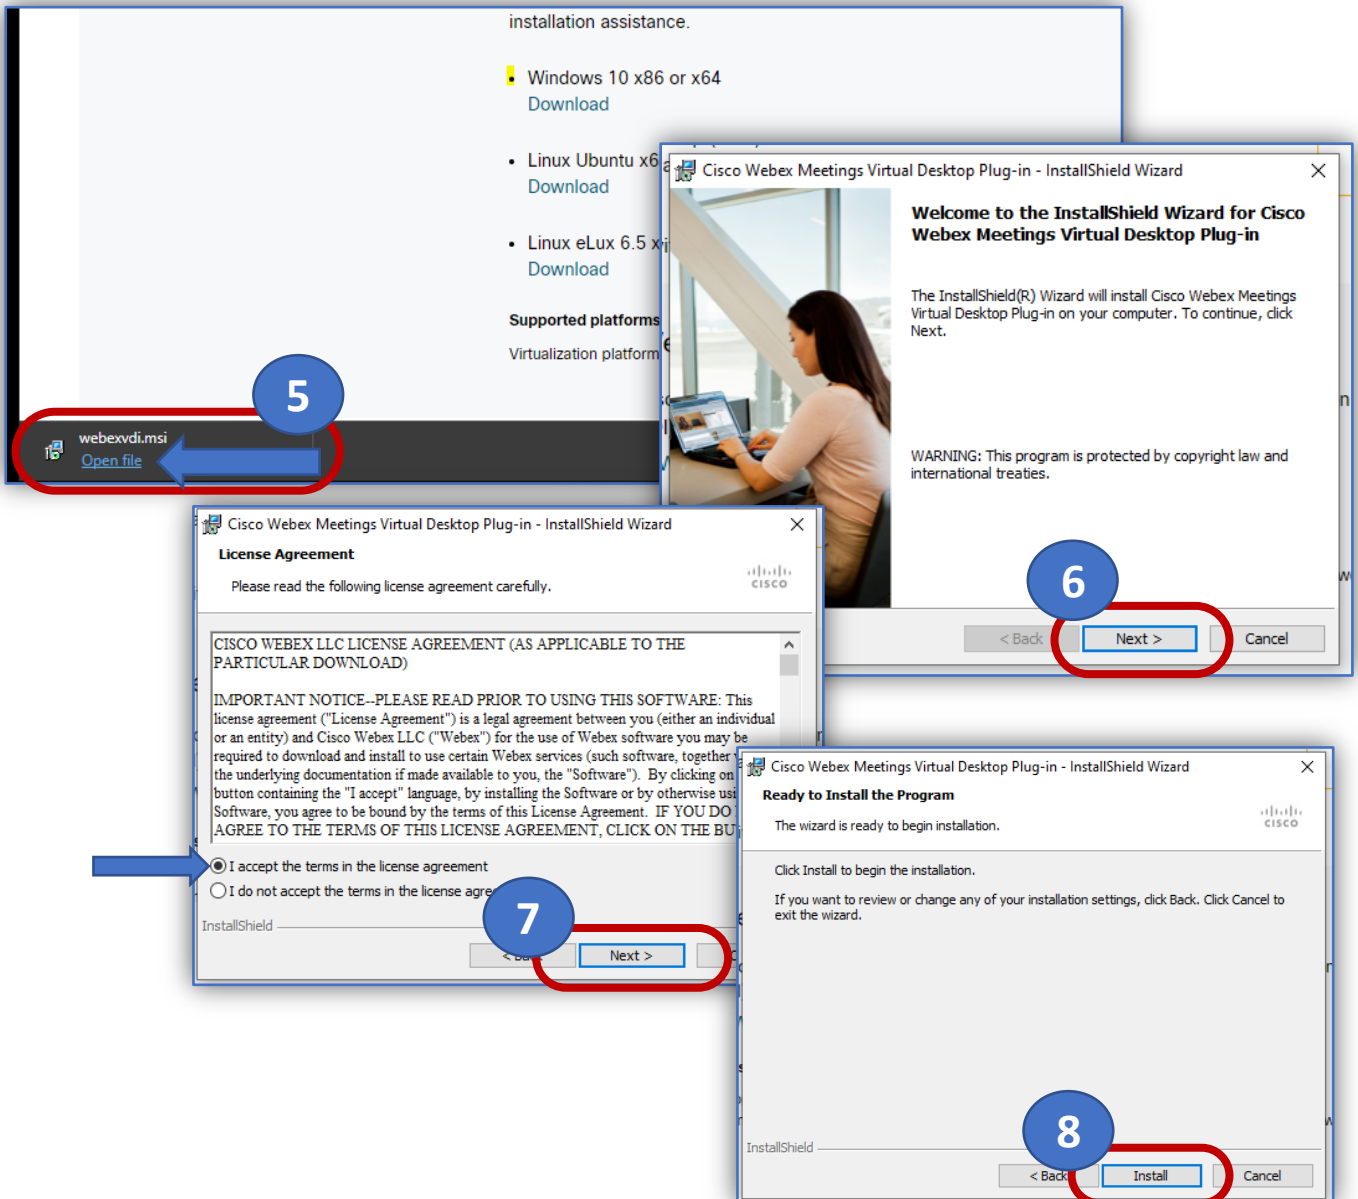 installation assistance.
• Windows 10 x86 or x64
Download
• Linux Ubuntu x6
Download
• Linux eLux 6.5 x
Download
Supported platforms
Virtualization platform
5
webexvdi.msi
Open file
Cisco Webex Meetings Virtual Desktop Plug-in - InstallShield Wizard
Welcome to the InstallShield Wizard for Cisco
Webex Meetings Virtual Desktop Plug-in
The InstallShield(R) Wizard will install Cisco Webex Meetings
Virtual Desktop Plug-in on your computer. To continue, click
Next.
WARNING: This program is protected by copyright law and
international treaties.
6
< Back Next > Cancel
Cisco Webex Meetings Virtual Desktop Plug-in - InstallShield Wizard
License Agreement
Please read the following license agreement carefully.
CISCO
CISCO WEBEX LLC LICENSE AGREEMENT (AS APPLICABLE TO THE
PARTICULAR DOWNLOAD)
IMPORTANT NOTICE--PLEASE READ PRIOR TO USING THIS SOFTWARE: This
license agreement ("License Agreement") is a legal agreement between you (either an individual
or an entity) and Cisco Webex LLC ("Webex") for the use of Webex software you may be
required to download and install to use certain Webex services (such software, together
the underlying documentation if made available to you, the "Software"). By clicking on
button containing the "I accept" language, by installing the Software or by otherwise usi
Software, you agree to be bound by the terms of this License Agreement. IF YOU DO
AGREE TO THE TERMS OF THIS LICENSE AGREEMENT, CLICK ON THE BU
I accept the terms in the license agreement
I do not accept the terms in the license agre
7
InstallShield
< Back Next >
Cisco Webex Meetings Virtual Desktop Plug-in - InstallShield Wizard
Ready to Install the Program
The wizard is ready to begin installation.
CISCO
Click Install to begin the installation.
If you want to review or change any of your installation settings, click Back. Click Cancel to
exit the wizard.
8
InstallShield
< Back Install Cancel